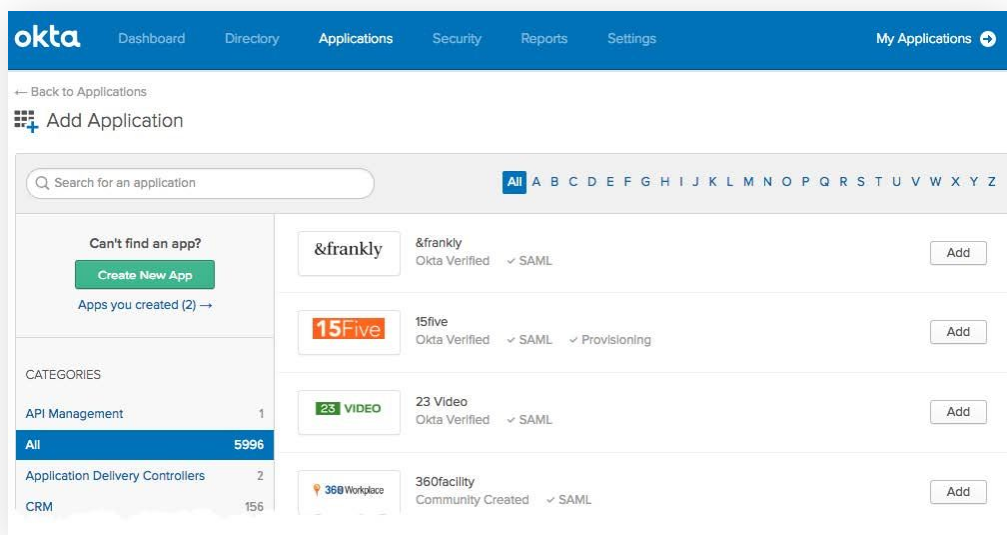 okta Dashboard Directory Applications Security Reports Settings My Applications
← Back to Applications
Add Application
Search for an application
All A B C D E F G H I J K L M N O P Q R S T U V W X Y Z
Can't find an app?
Create New App
Apps you created (2) →
CATEGORIES
API Management 1
All 5996
Application Delivery Controllers 2
CRM 156
&frankly
&frankly
Okta Verified ✓ SAML
Add
15Five
15five
Okta Verified ✓ SAML ✓ Provisioning
Add
23 VIDEO
23 Video
Okta Verified ✓ SAML
Add
360 Workplace
360facility
Community Created ✓ SAML
Add